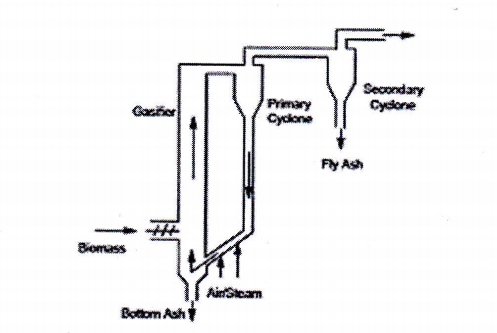 Gasifier
Primary
Cyclone
Secondary
Cyclone
Fly Ash
Biomass
Air/Steam
Bottom Ash